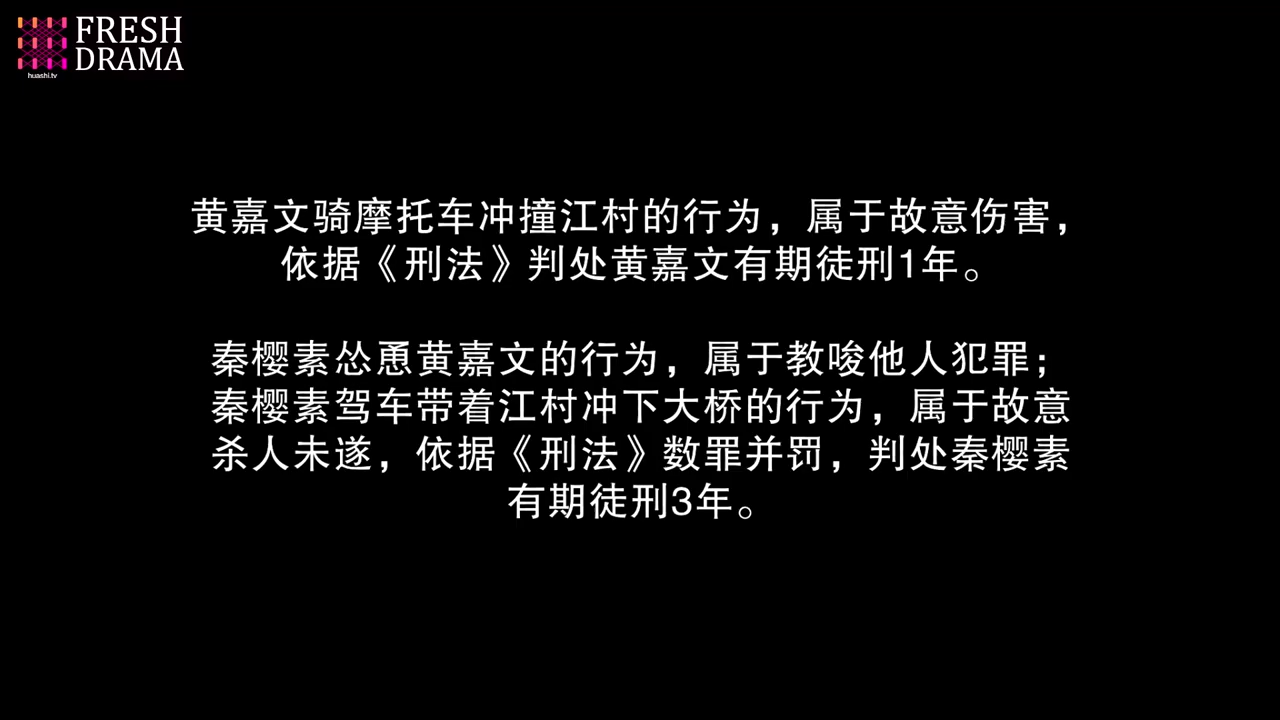 FRESH
DRAMA
huashi.tv
黄嘉文骑摩托车冲撞江村的行为，属于故意伤害，
依据《刑法》判处黄嘉文有期徒刑1年。
秦樱素怂恿黄嘉文的行为，属于教唆他人犯罪；
秦樱素驾车带着江村冲下大桥的行为，属于故意
杀人未遂，依据《刑法》数罪并罚，判处秦樱素
有期徒刑3年。